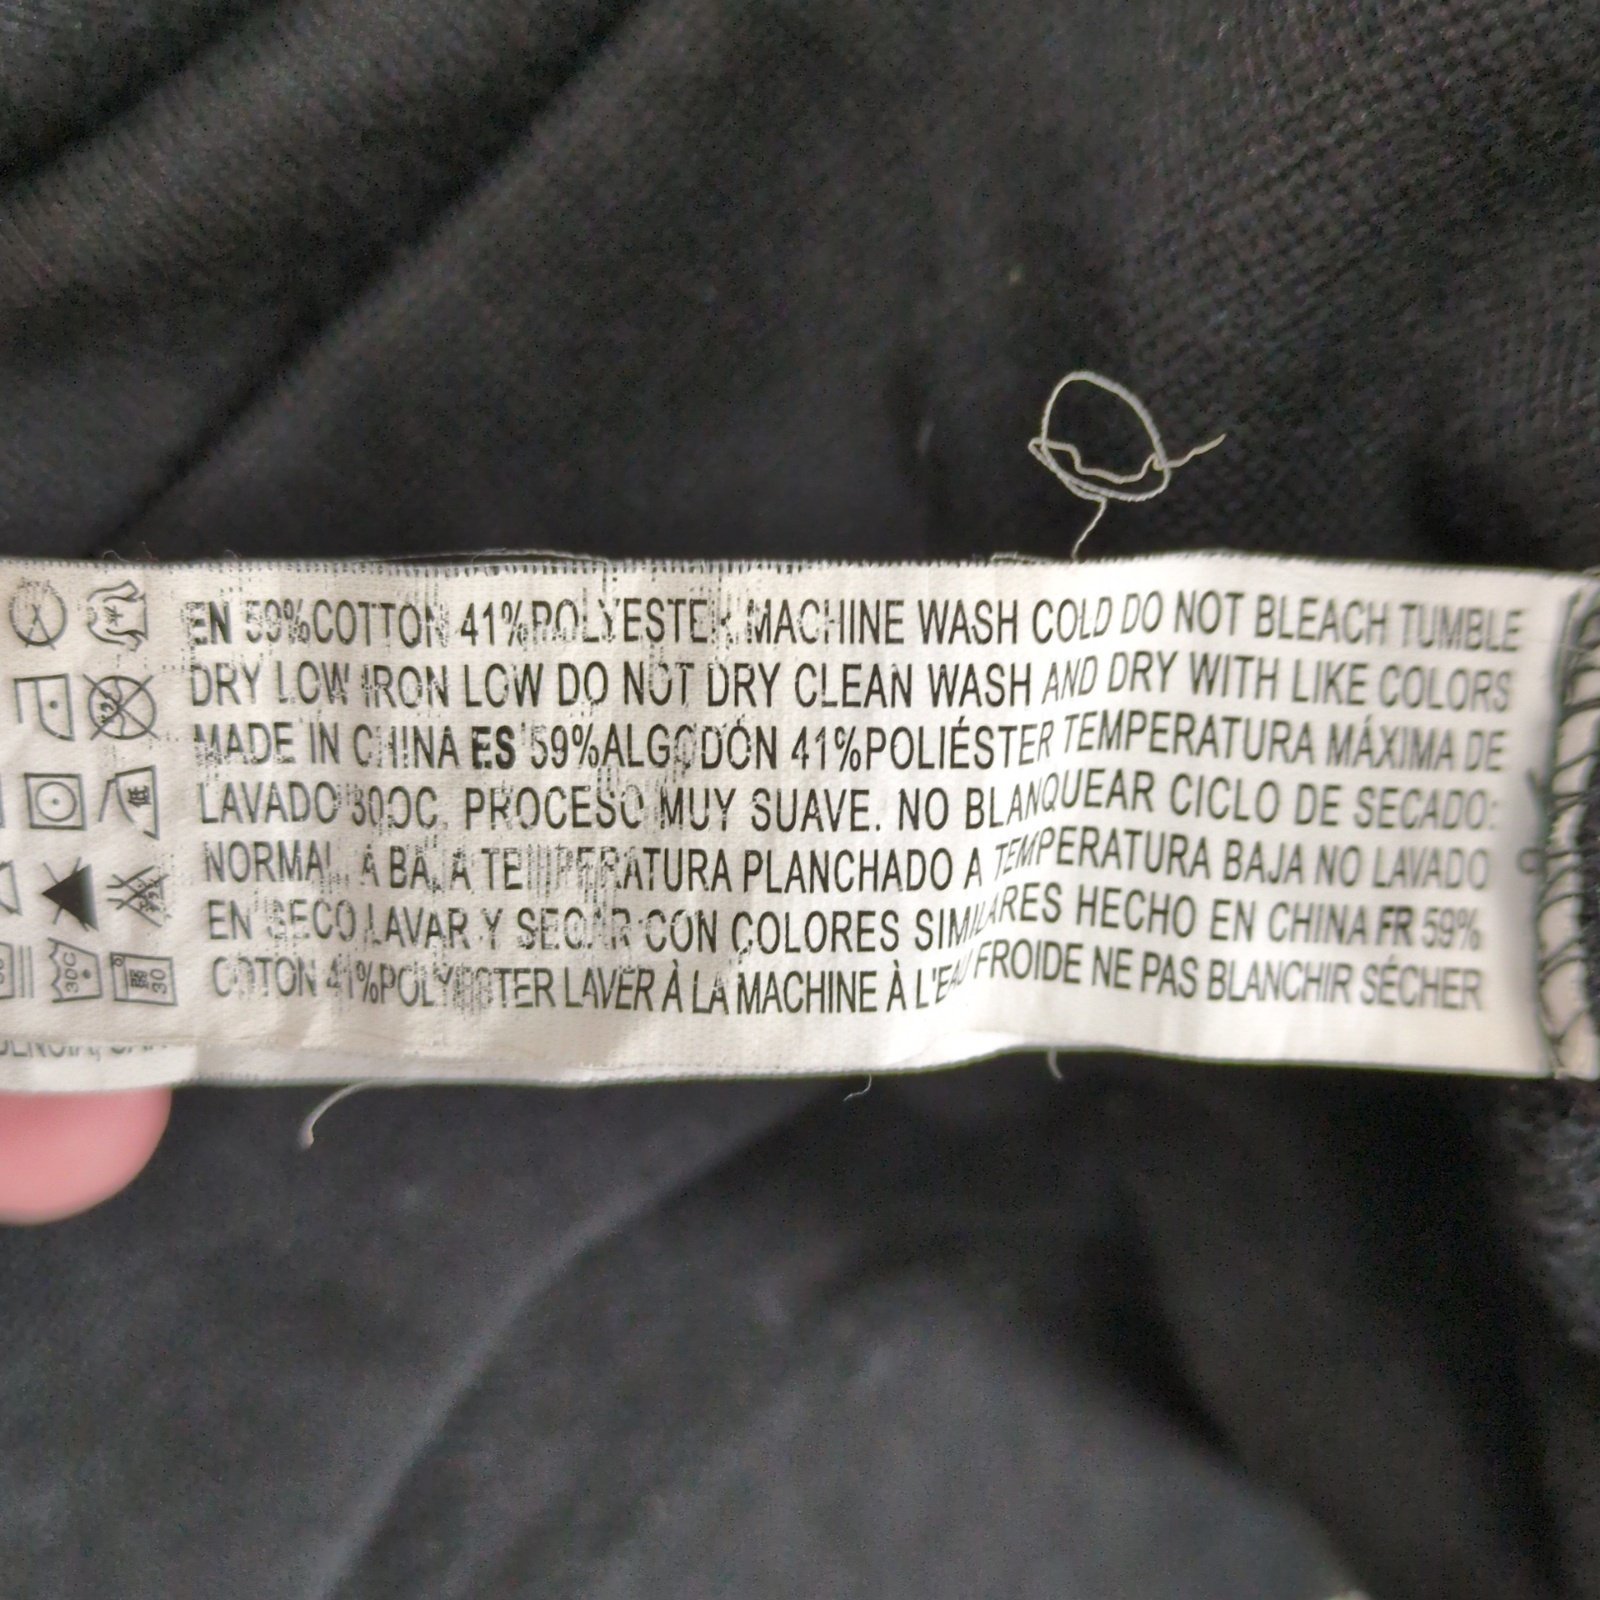 EN 59%COTTON 41%POLYESTER MACHINE WASH COLD DO NOT BLEACH TUMBLE
DRY LOW IRON LOW DO NOT DRY CLEAN WASH AND DRY WITH LIKE COLORS
MADE IN CHINA ES 59%ALGODÓN 41%POLIÉSTER TEMPERATURA MÁXIMA DE
LAVADO 30OC. PROCESO MUY SUAVE. NO BLANQUEAR CICLO DE SECADO:
NORMAL, A BAJA TEMPERATURA PLANCHADO A TEMPERATURA BAJA NO LAVADO
EN SECO LAVAR Y SECAR CON COLORES SIMILARES HECHO EN CHINA FR 59%
COTON 41%POLYESTER LAVER À LA MACHINE À L'EAU FROIDE NE PAS BLANCHIR SÉCHER
低
30C
30